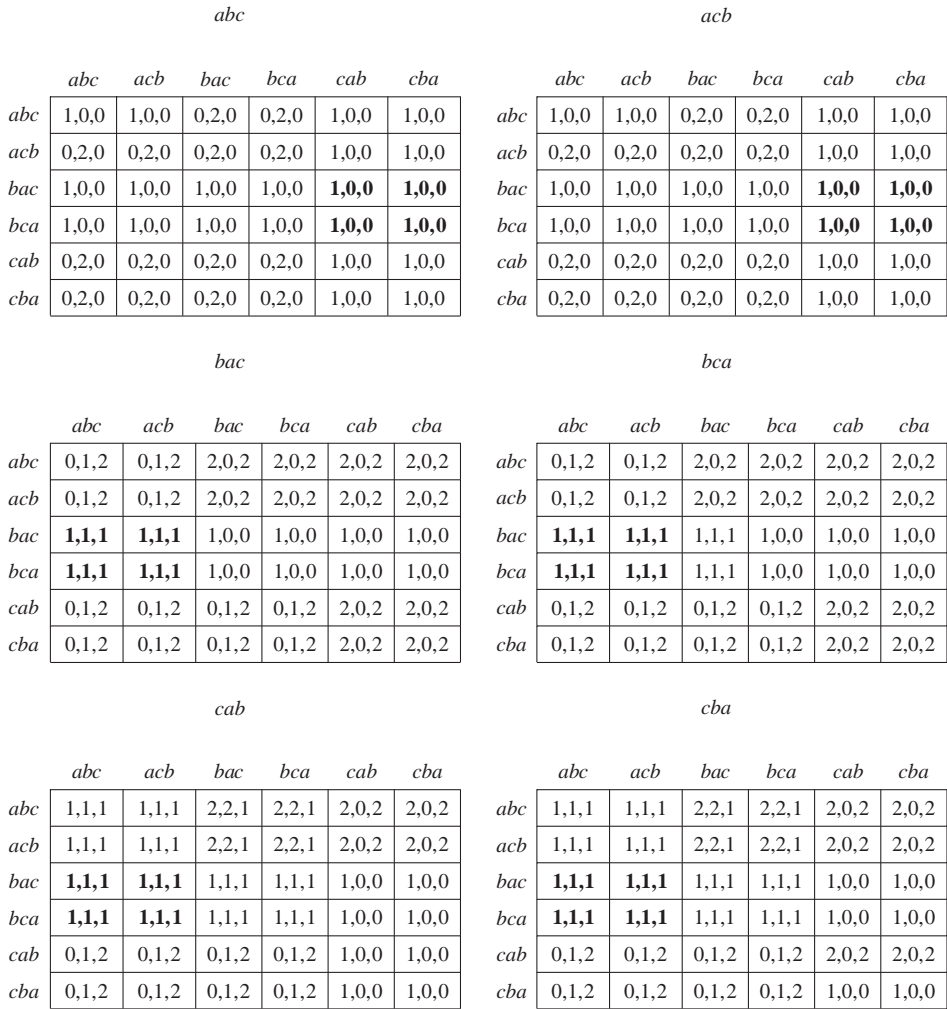 abc acb
abc acb bac bca cab cba abc acb bac bca cab cba
abc 1,0,0 1,0,0 0,2,0 0,2,0 1,0,0 1,0,0 abc 1,0,0 1,0,0 0,2,0 0,2,0 1,0,0 1,0,0
acb 0,2,0 0,2,0 0,2,0 0,2,0 1,0,0 1,0,0 acb 0,2,0 0,2,0 0,2,0 0,2,0 1,0,0 1,0,0
bac 1,0,0 1,0,0 1,0,0 1,0,0 1,0,0 1,0,0 bac 1,0,0 1,0,0 1,0,0 1,0,0 1,0,0 1,0,0
bca 1,0,0 1,0,0 1,0,0 1,0,0 1,0,0 1,0,0 bca 1,0,0 1,0,0 1,0,0 1,0,0 1,0,0 1,0,0
cab 0,2,0 0,2,0 0,2,0 0,2,0 1,0,0 1,0,0 cab 0,2,0 0,2,0 0,2,0 0,2,0 1,0,0 1,0,0
cba 0,2,0 0,2,0 0,2,0 0,2,0 1,0,0 1,0,0 cba 0,2,0 0,2,0 0,2,0 0,2,0 1,0,0 1,0,0
bac bca
abc acb bac bca cab cba abc acb bac bca cab cba
abc 0,1,2 0,1,2 2,0,2 2,0,2 2,0,2 2,0,2 abc 0,1,2 0,1,2 2,0,2 2,0,2 2,0,2 2,0,2
acb 0,1,2 0,1,2 2,0,2 2,0,2 2,0,2 2,0,2 acb 0,1,2 0,1,2 2,0,2 2,0,2 2,0,2 2,0,2
bac 1,1,1 1,1,1 1,0,0 1,0,0 1,0,0 1,0,0 bac 1,1,1 1,1,1 1,1,1 1,0,0 1,0,0 1,0,0
bca 1,1,1 1,1,1 1,0,0 1,0,0 1,0,0 1,0,0 bca 1,1,1 1,1,1 1,1,1 1,0,0 1,0,0 1,0,0
cab 0,1,2 0,1,2 0,1,2 0,1,2 2,0,2 2,0,2 cab 0,1,2 0,1,2 0,1,2 0,1,2 2,0,2 2,0,2
cba 0,1,2 0,1,2 0,1,2 0,1,2 2,0,2 2,0,2 cba 0,1,2 0,1,2 0,1,2 0,1,2 2,0,2 2,0,2
cab cba
abc acb bac bca cab cba abc acb bac bca cab cba
abc 1,1,1 1,1,1 2,2,1 2,2,1 2,0,2 2,0,2 abc 1,1,1 1,1,1 2,2,1 2,2,1 2,0,2 2,0,2
acb 1,1,1 1,1,1 2,2,1 2,2,1 2,0,2 2,0,2 acb 1,1,1 1,1,1 2,2,1 2,2,1 2,0,2 2,0,2
bac 1,1,1 1,1,1 1,1,1 1,1,1 1,0,0 1,0,0 bac 1,1,1 1,1,1 1,1,1 1,1,1 1,0,0 1,0,0
bca 1,1,1 1,1,1 1,1,1 1,1,1 1,0,0 1,0,0 bca 1,1,1 1,1,1 1,1,1 1,1,1 1,0,0 1,0,0
cab 0,1,2 0,1,2 0,1,2 0,1,2 1,0,0 1,0,0 cab 0,1,2 0,1,2 0,1,2 0,1,2 2,0,2 2,0,2
cba 0,1,2 0,1,2 0,1,2 0,1,2 1,0,0 1,0,0 cba 0,1,2 0,1,2 0,1,2 0,1,2 1,0,0 1,0,0